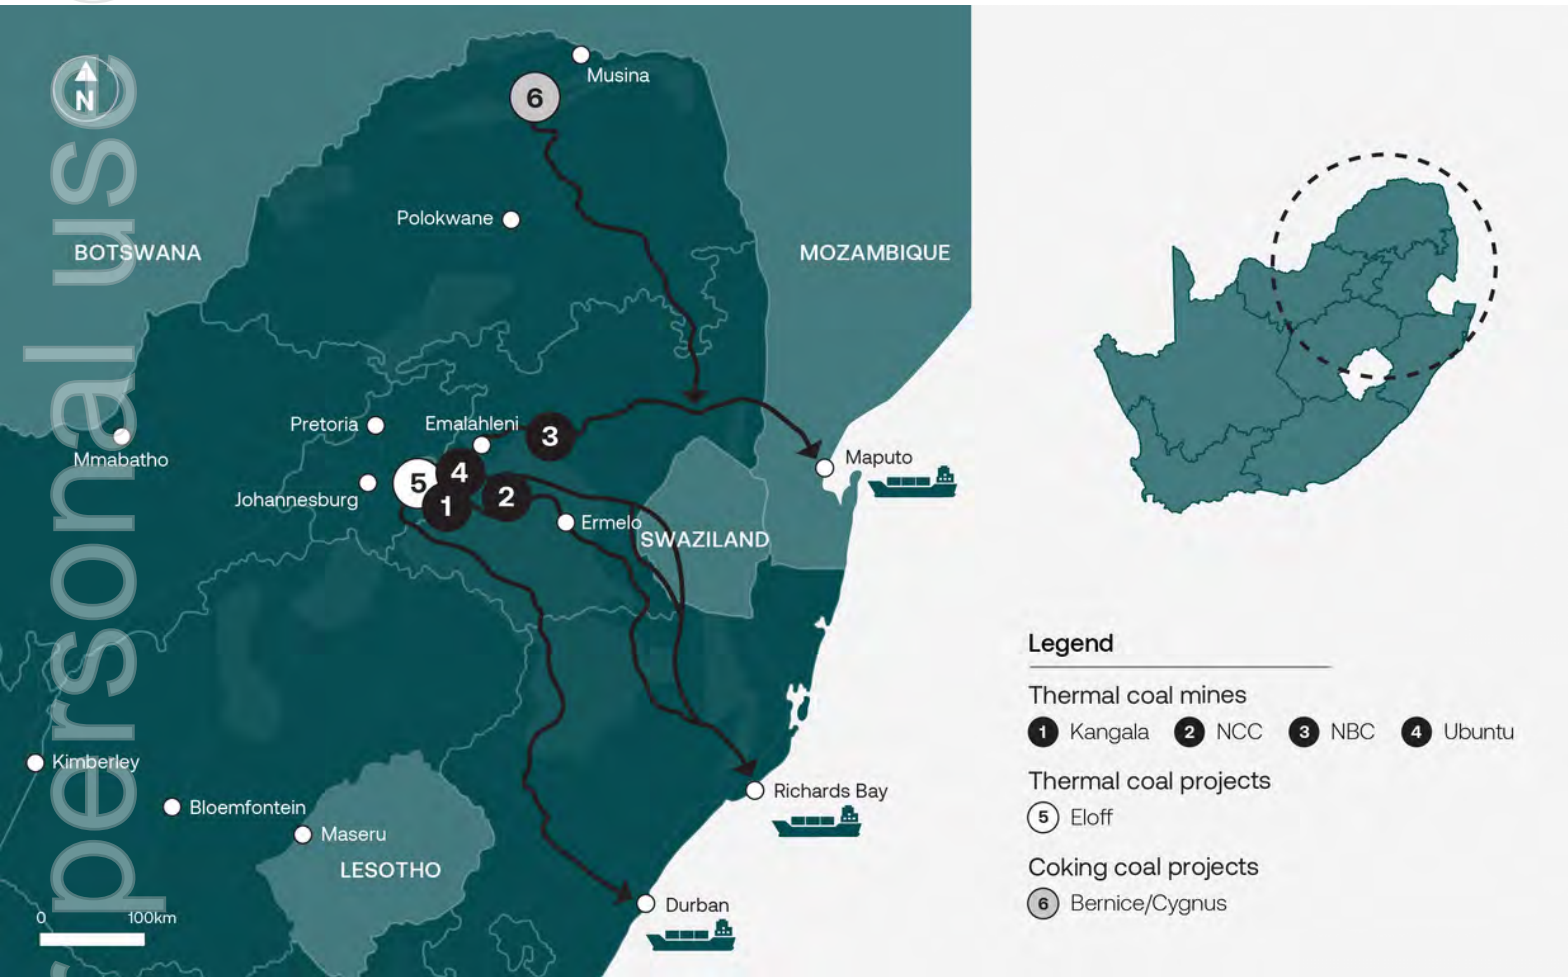 personal use
N
Musina
6
Polokwane
BOTSWANA
MOZAMBIQUE
Pretoria
Emalahleni
3
Mmabatho
Maputo
Johannesburg
5
4
1
2
Ermelo
SWAZILAND
Kimberley
Richards Bay
Bloemfontein
Maseru
LESOTHO
Durban
0 100km
Legend
Thermal coal mines
1 Kangala 2 NCC 3 NBC 4 Ubuntu
Thermal coal projects
5 Eloff
Coking coal projects
6 Bernice/Cygnus